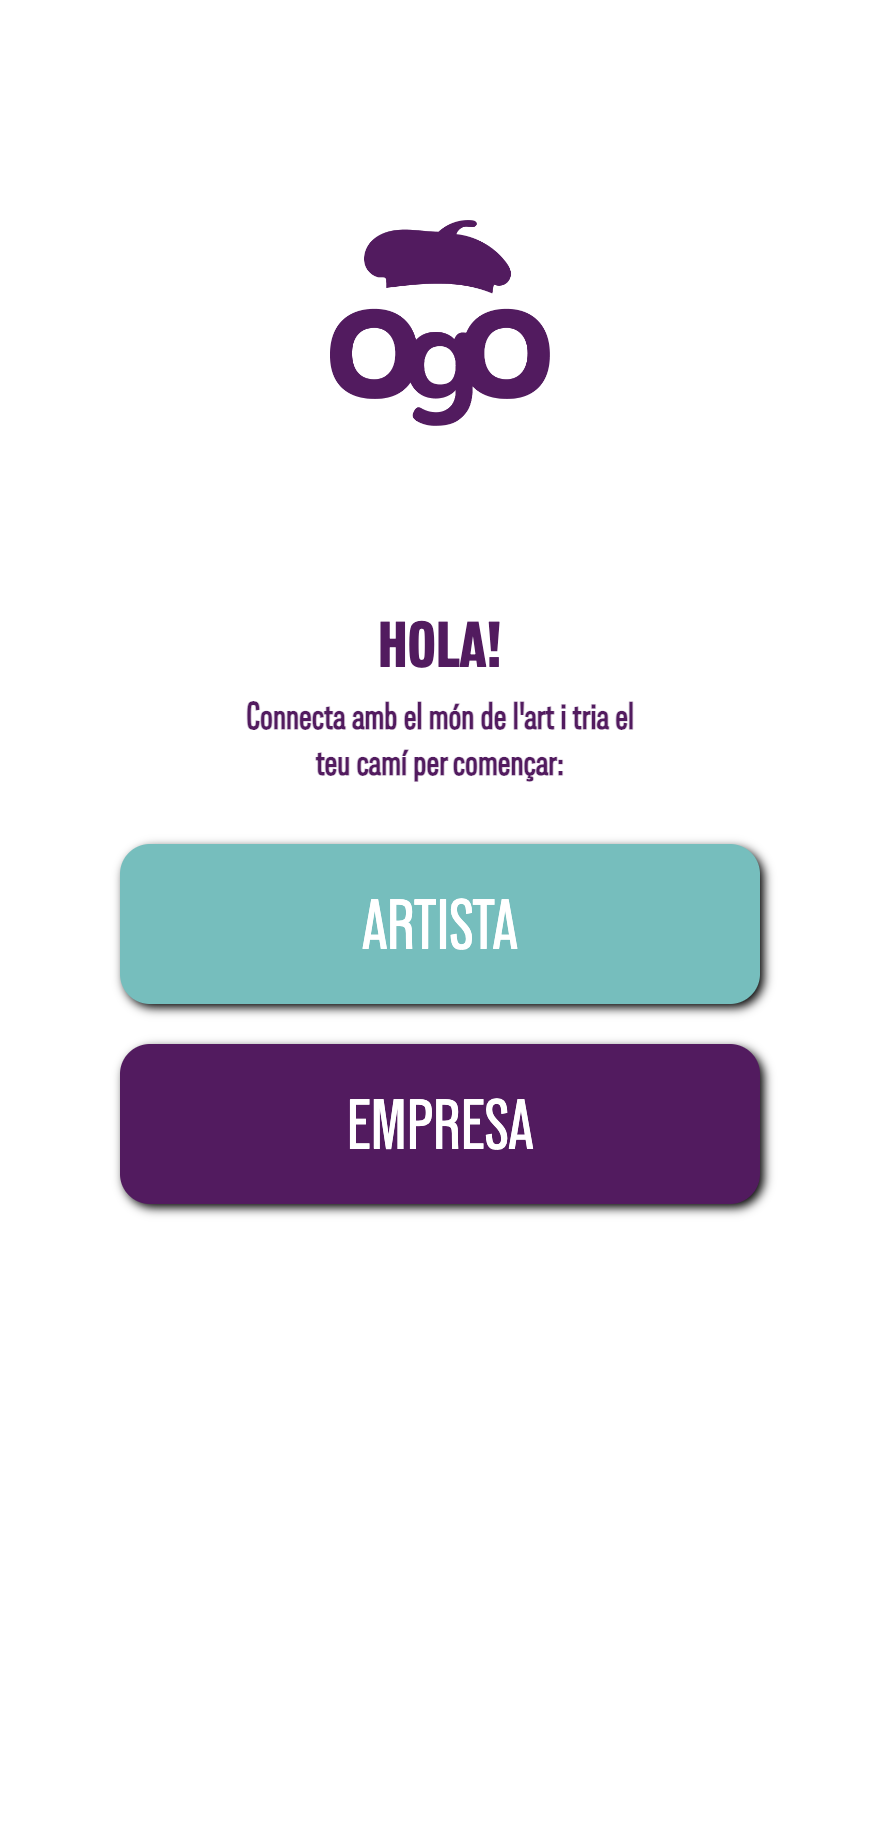 OgO
HOLA!
Connecta amb el món de l'art i tria el
teu camí per començar:
ARTISTA
EMPRESA